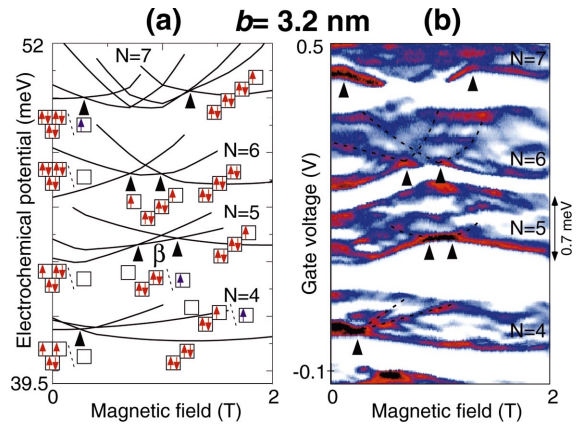 (a) b= 3.2 nm (b)
52
N=7
N=6
N=5
β
N=4
39.5
0
2
Electrochemical potential (meV)
Magnetic field (T)
0.5
N=7
N=6
N=5
N=4
-0.1
0
2
Gate voltage (V)
Magnetic field (T)
0.7 meV